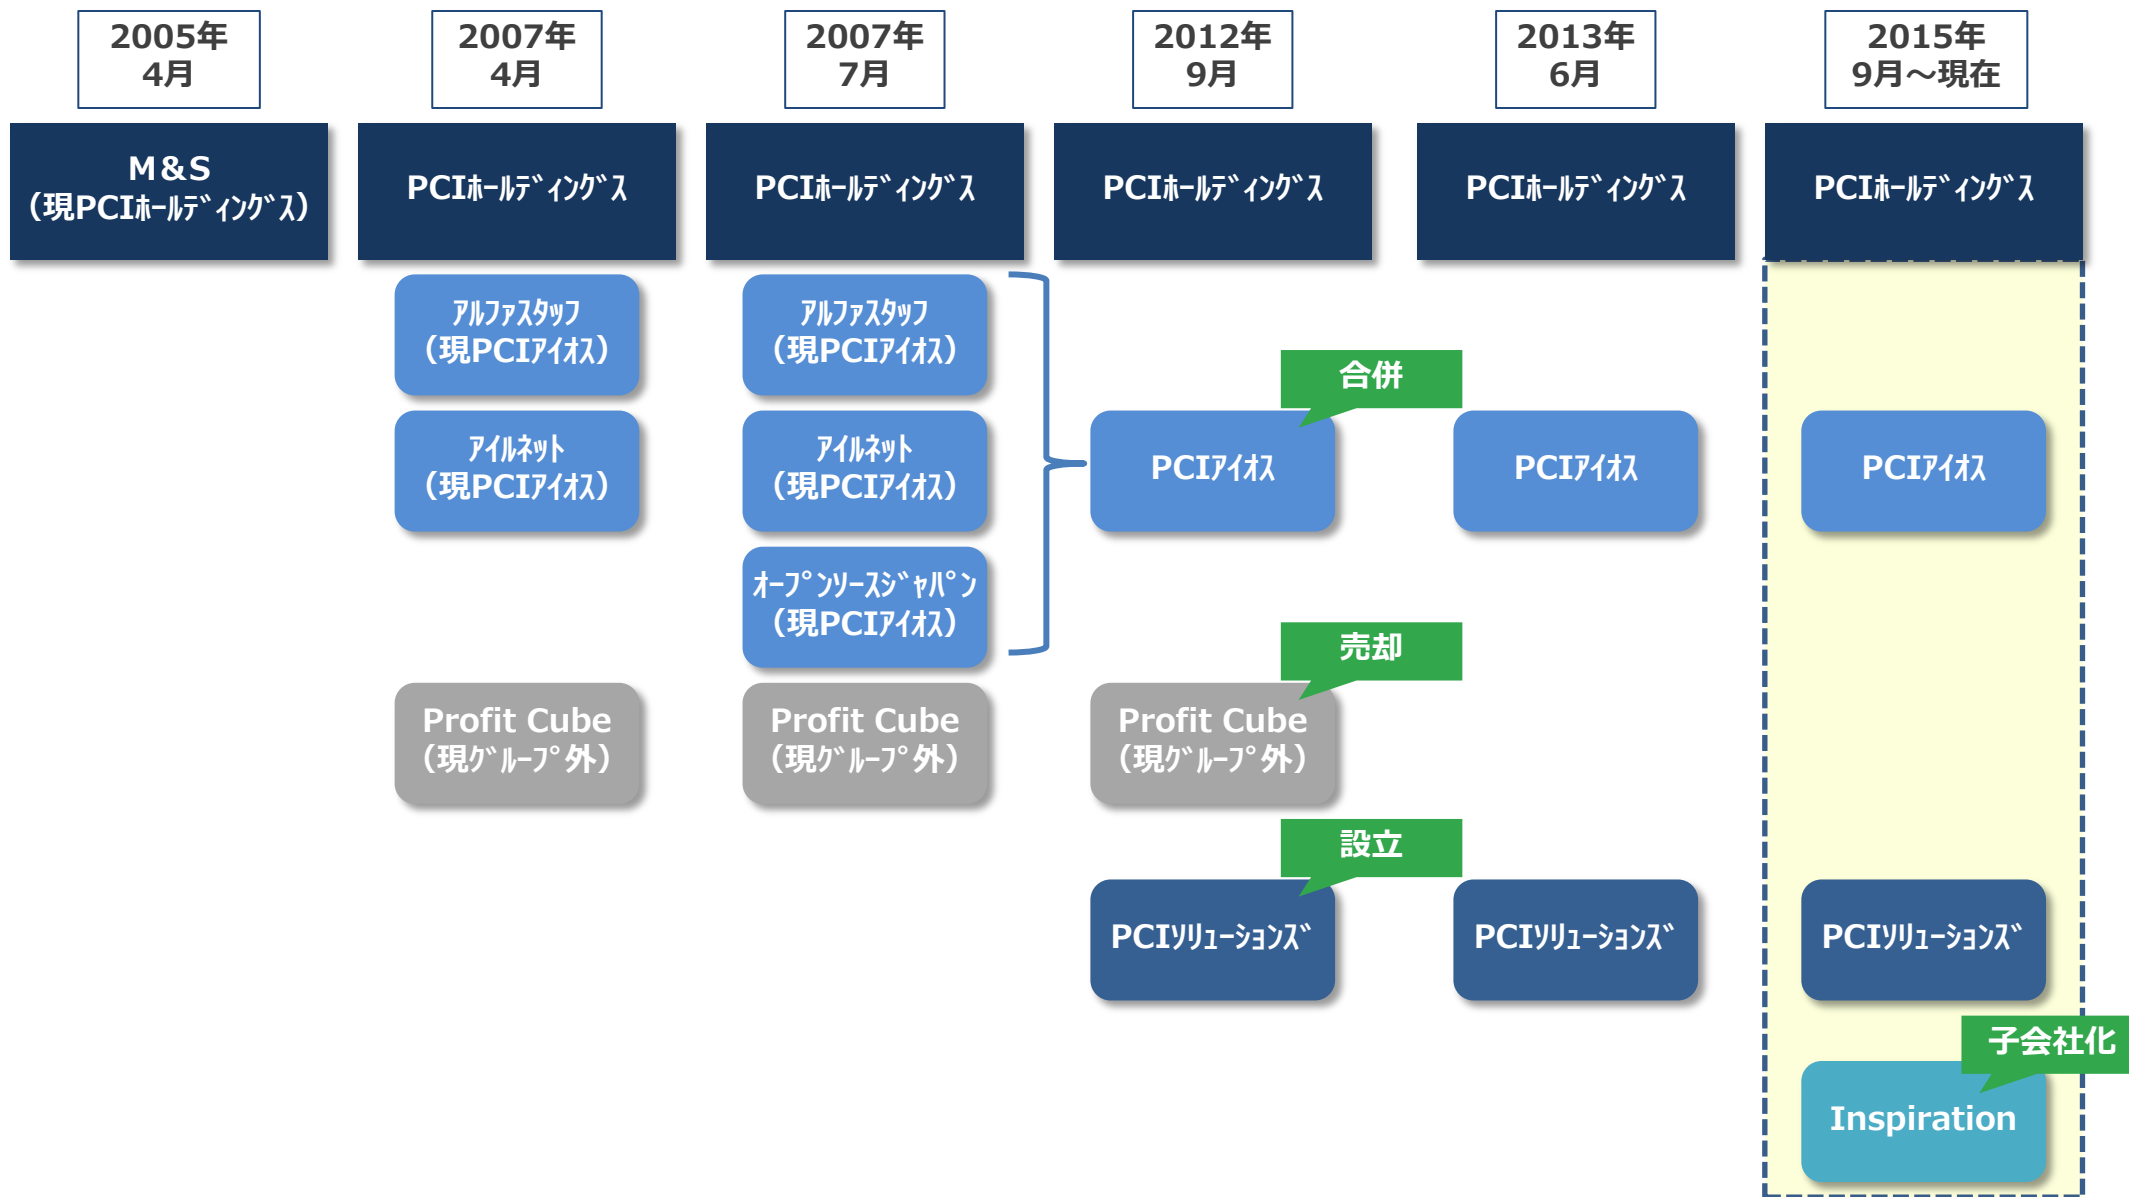 2005年
4月
2007年
4月
2007年
7月
2012年
9月
2013年
6月
2015年
9月～現在
M＆S
（現PCIﾎｰﾙﾃﾞｨﾝｸﾞｽ）
PCIﾎｰﾙﾃﾞｨﾝｸﾞｽ
PCIﾎｰﾙﾃﾞｨﾝｸﾞｽ
PCIﾎｰﾙﾃﾞｨﾝｸﾞｽ
PCIﾎｰﾙﾃﾞｨﾝｸﾞｽ
PCIﾎｰﾙﾃﾞｨﾝｸﾞｽ
ｱﾙﾌｧｽﾀｯﾌ
（現PCIｱｲｵｽ）
ｱﾙﾌｧｽﾀｯﾌ
（現PCIｱｲｵｽ）
合併
ｱｲﾙﾈｯﾄ
（現PCIｱｲｵｽ）
ｱｲﾙﾈｯﾄ
（現PCIｱｲｵｽ）
PCIｱｲｵｽ
PCIｱｲｵｽ
PCIｱｲｵｽ
ｵｰﾌﾟﾝｿｰｽｼﾞｬﾊﾟﾝ
（現PCIｱｲｵｽ）
売却
Profit Cube
（現ｸﾞﾙｰﾌﾟ外）
Profit Cube
（現ｸﾞﾙｰﾌﾟ外）
Profit Cube
（現ｸﾞﾙｰﾌﾟ外）
設立
PCIｿﾘｭｰｼｮﾝｽﾞ
PCIｿﾘｭｰｼｮﾝｽﾞ
PCIｿﾘｭｰｼｮﾝｽﾞ
子会社化
Inspiration